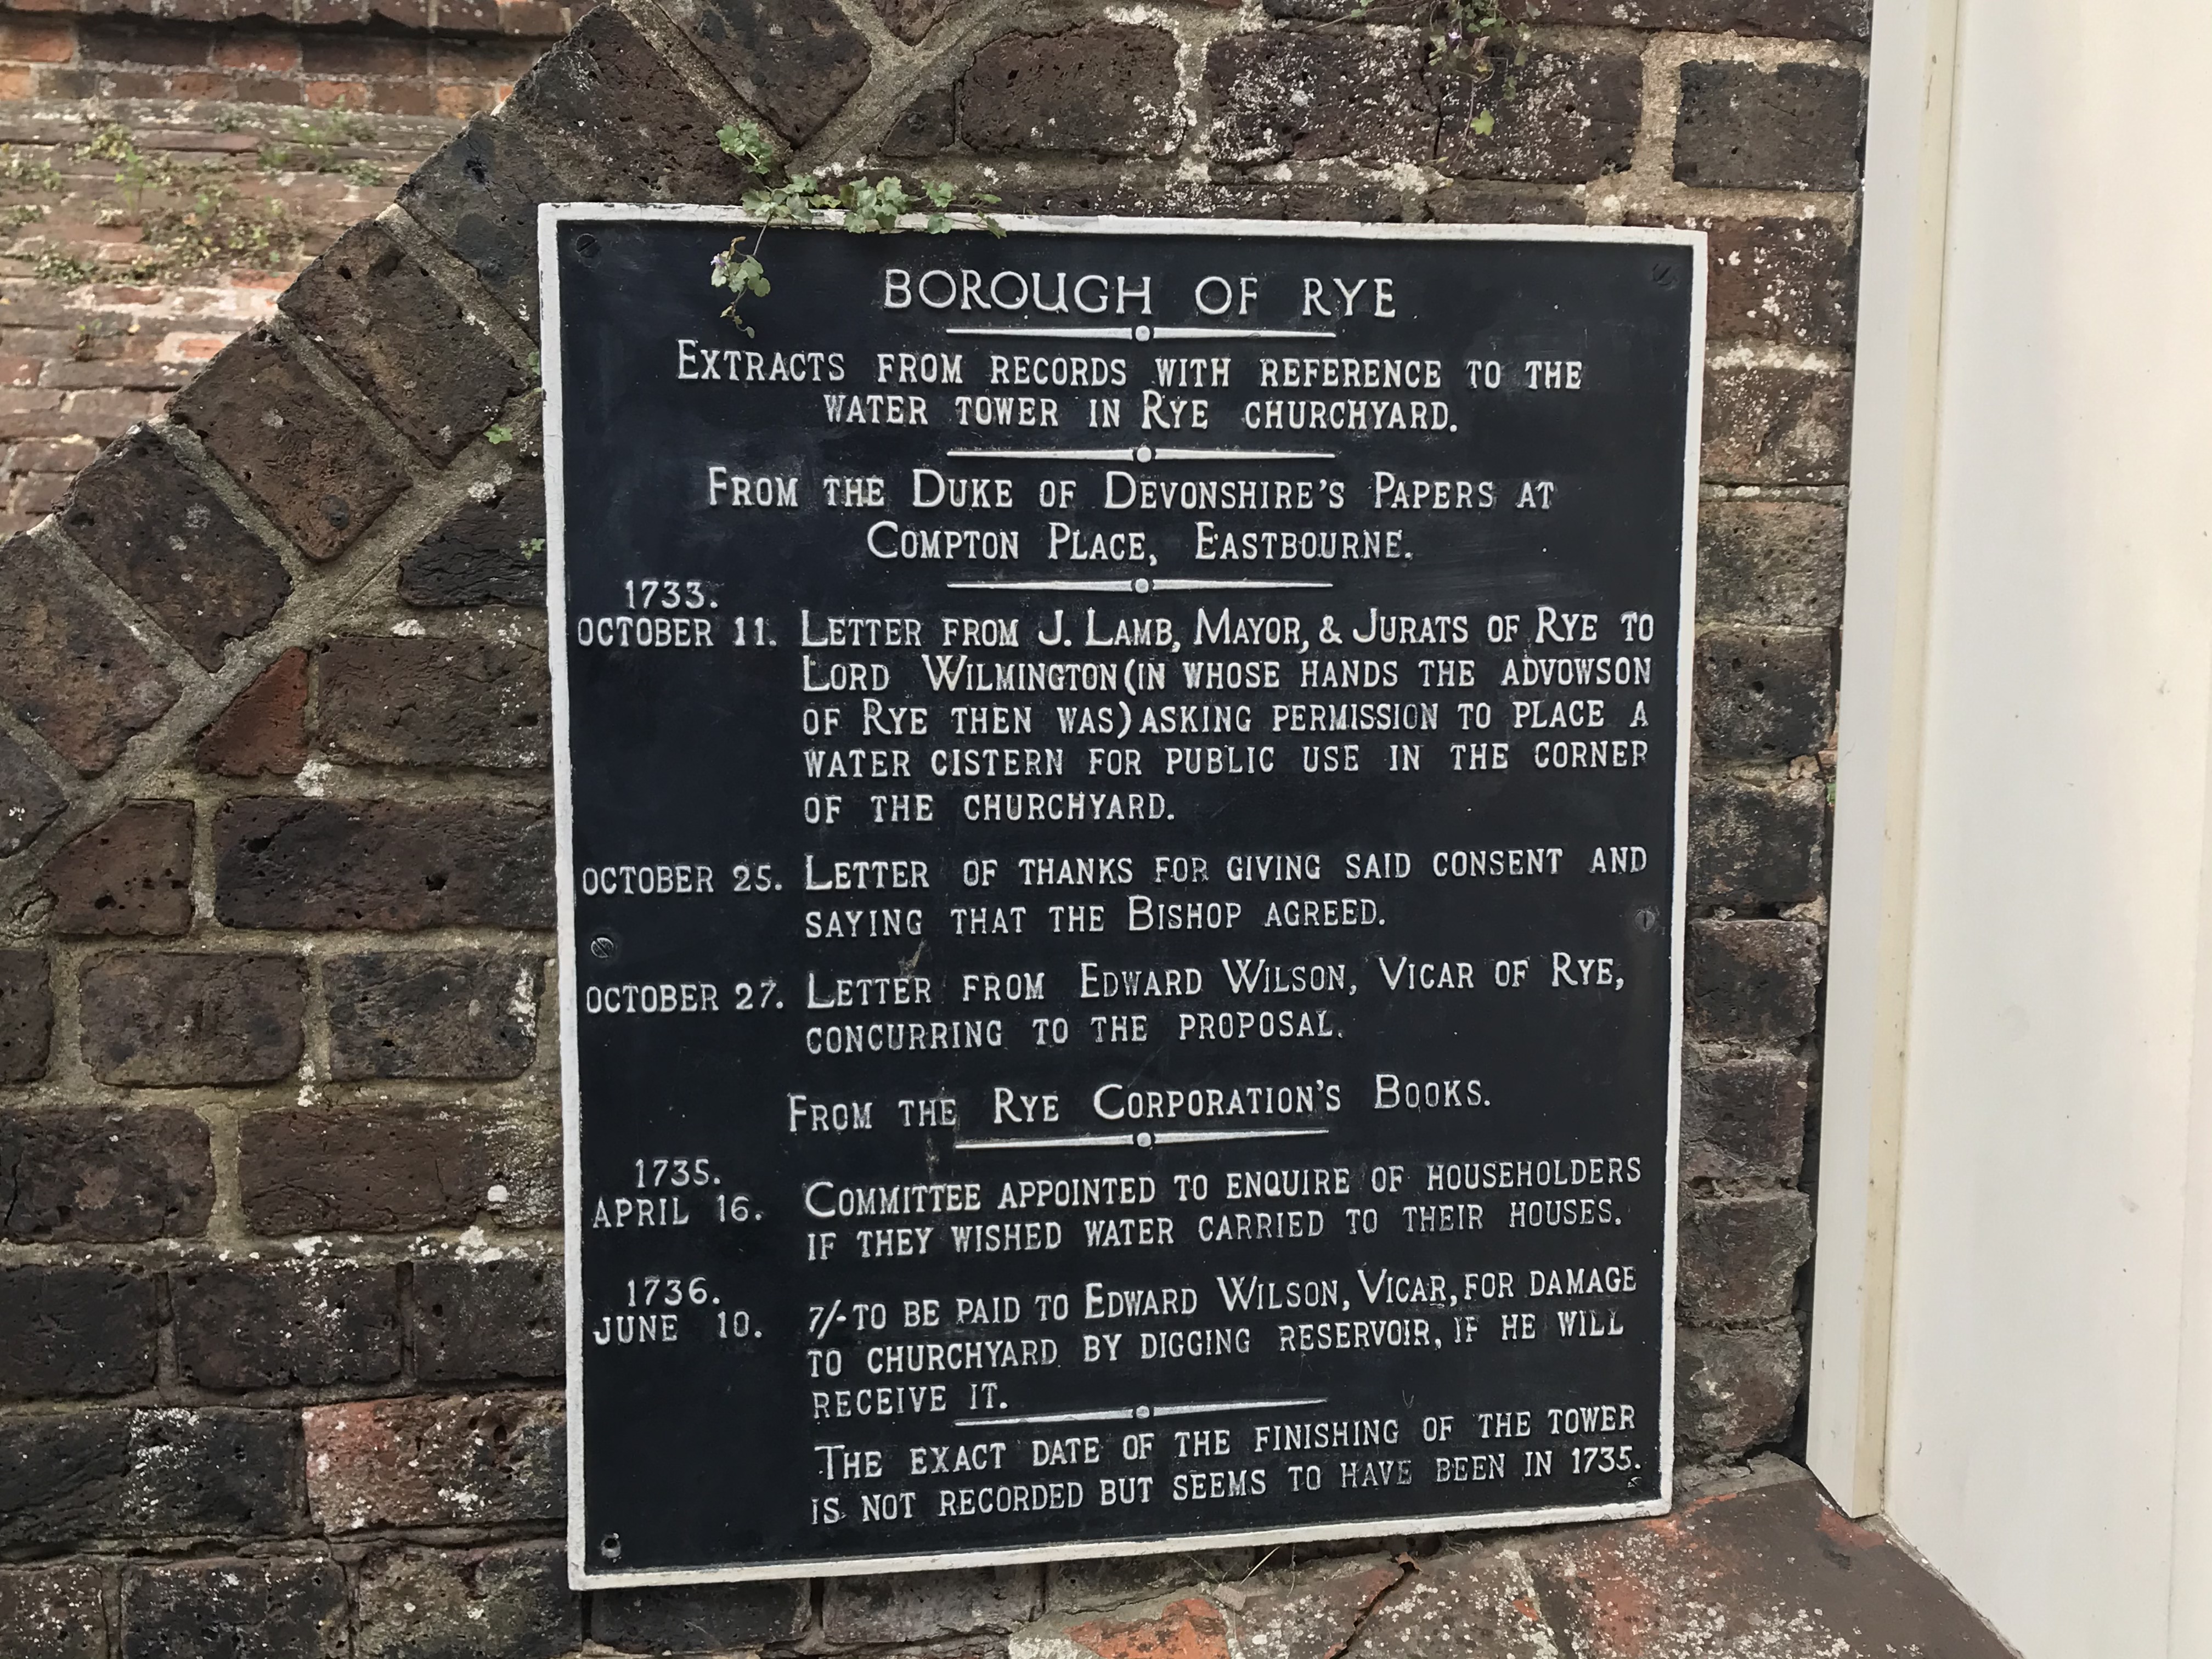 BOROUGH OF RYE
EXTRACTS FROM RECORDS WITH REFERENCE TO THE
WATER TOWER IN RYE CHURCHYARD.
FROM THE DUKE OF DEVONSHIRE'S PAPERS AT
COMPTON PLACE, EASTBOURNE.
1733.
OCTOBER 11. LETTER FROM J. LAMB, MAYOR, & JURATS OF RYE TO
LORD WILMINGTON (IN WHOSE HANDS THE ADVOWSON
OF RYE THEN WAS) ASKING PERMISSION TO PLACE A
WATER CISTERN FOR PUBLIC USE IN THE CORNER
OF THE CHURCHYARD.
OCTOBER 25. LETTER OF THANKS FOR GIVING SAID CONSENT AND
SAYING THAT THE BISHOP AGREED.
OCTOBER 27. LETTER FROM EDWARD WILSON, VICAR OF RYE,
CONCURRING TO THE PROPOSAL.
FROM THE RYE CORPORATION'S BOOKS.
1735.
APRIL 16. COMMITTEE APPOINTED TO ENQUIRE OF HOUSEHOLDERS
IF THEY WISHED WATER CARRIED TO THEIR HOUSES.
1736.
JUNE 10. 7/- TO BE PAID TO EDWARD WILSON, VICAR, FOR DAMAGE
TO CHURCHYARD BY DIGGING RESERVOIR, IF HE WILL
RECEIVE IT.
THE EXACT DATE OF THE FINISHING OF THE TOWER
IS NOT RECORDED BUT SEEMS TO HAVE BEEN IN 1735.